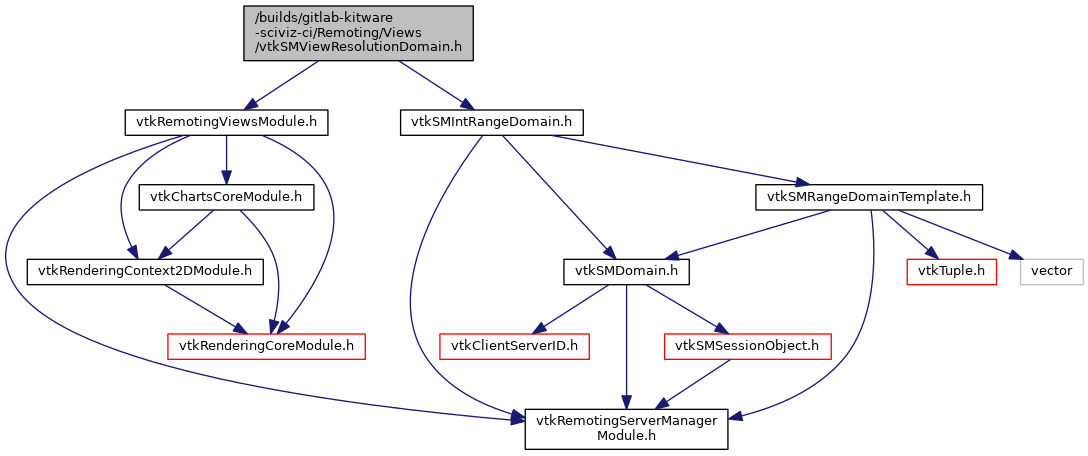 /builds/gitlab-kitware
-sciviz-ci/Remoting/Views
/vtkSMViewResolutionDomain.h
vtkRemotingViewsModule.h
vtkSMIntRangeDomain.h
vtkChartsCoreModule.h
vtkSMRangeDomainTemplate.h
vtkRenderingContext2DModule.h
vtkSMDomain.h
vtkTuple.h
vector
vtkRenderingCoreModule.h
vtkClientServerID.h
vtkSMSessionObject.h
vtkRemotingServerManager
Module.h